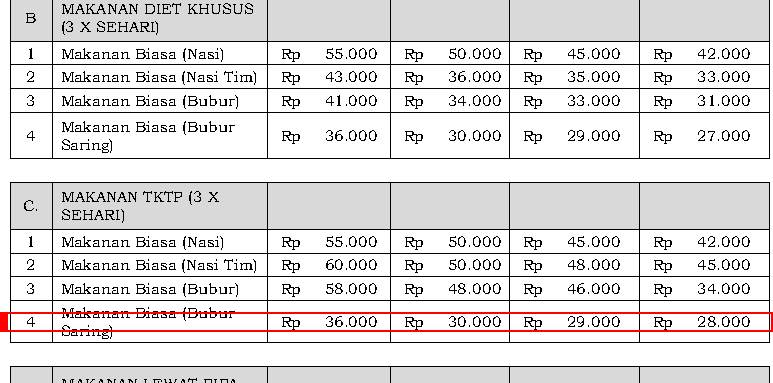 B MAKANAN DIET KHUSUS
(3 X SEHARI)
1 Makanan Biasa (Nasi) Rp 55.000 Rp 50.000 Rp 45.000 Rp 42.000
2 Makanan Biasa (Nasi Tim) Rp 43.000 Rp 36.000 Rp 35.000 Rp 33.000
3 Makanan Biasa (Bubur) Rp 41.000 Rp 34.000 Rp 33.000 Rp 31.000
4 Makanan Biasa (Bubur
Saring) Rp 36.000 Rp 30.000 Rp 29.000 Rp 27.000
C. MAKANAN TKTP (3 X
SEHARI)
1 Makanan Biasa (Nasi) Rp 55.000 Rp 50.000 Rp 45.000 Rp 42.000
2 Makanan Biasa (Nasi Tim) Rp 60.000 Rp 50.000 Rp 48.000 Rp 45.000
3 Makanan Biasa (Bubur) Rp 58.000 Rp 48.000 Rp 46.000 Rp 34.000
4 Makanan Biasa (Bubur
Saring) Rp 36.000 Rp 30.000 Rp 29.000 Rp 28.000
MAKANAN LEWAT PIPA